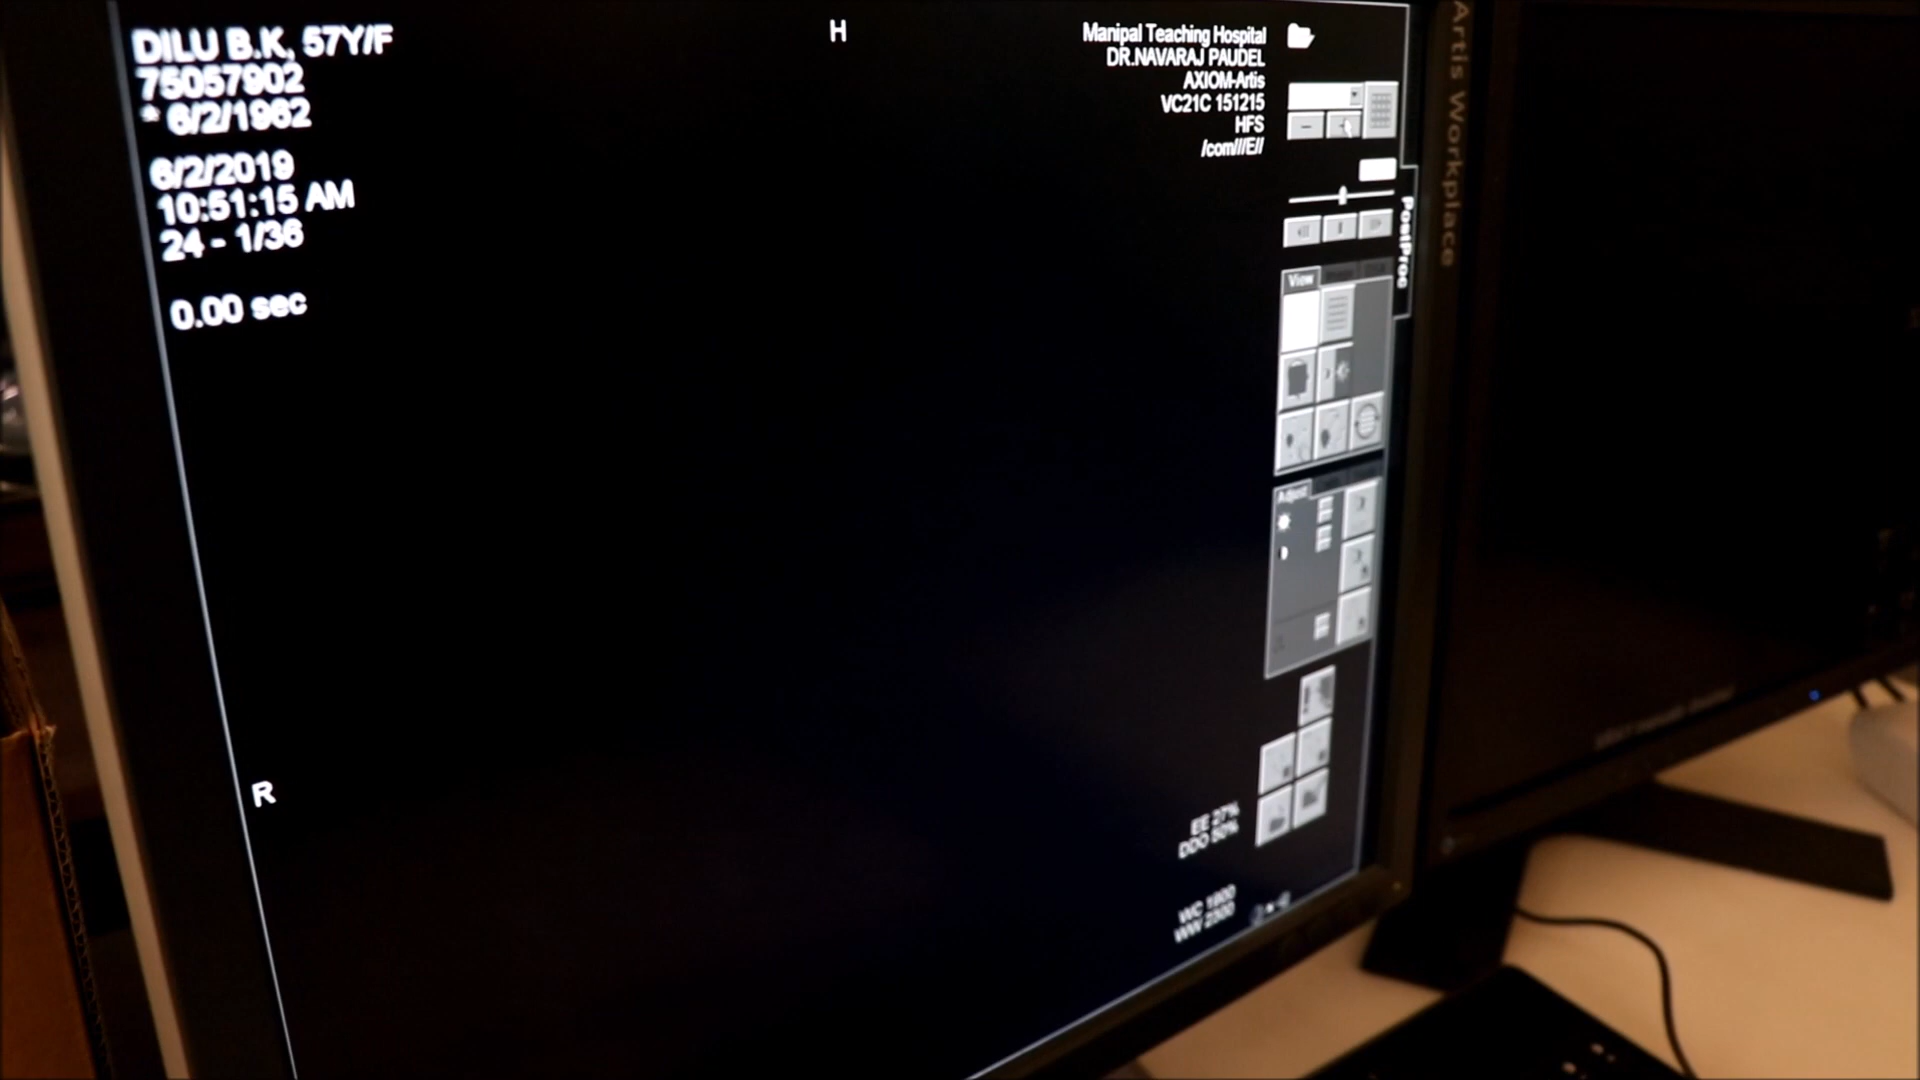 DILU B.K, 57Y/F
75057902
* 6/2/1962
6/2/2019
10:51:15 AM
24 - 1/36
0.00 sec
H
R
Manipal Teaching Hospital
DR.NAVARAJ PAUDEL
AXIOM-Artis
VC21C 151215
HFS
/com///E//
PostProc
View
Adjust
EE 27%
DDO 50%
WC 1800
WW 2300
Artis Workplace